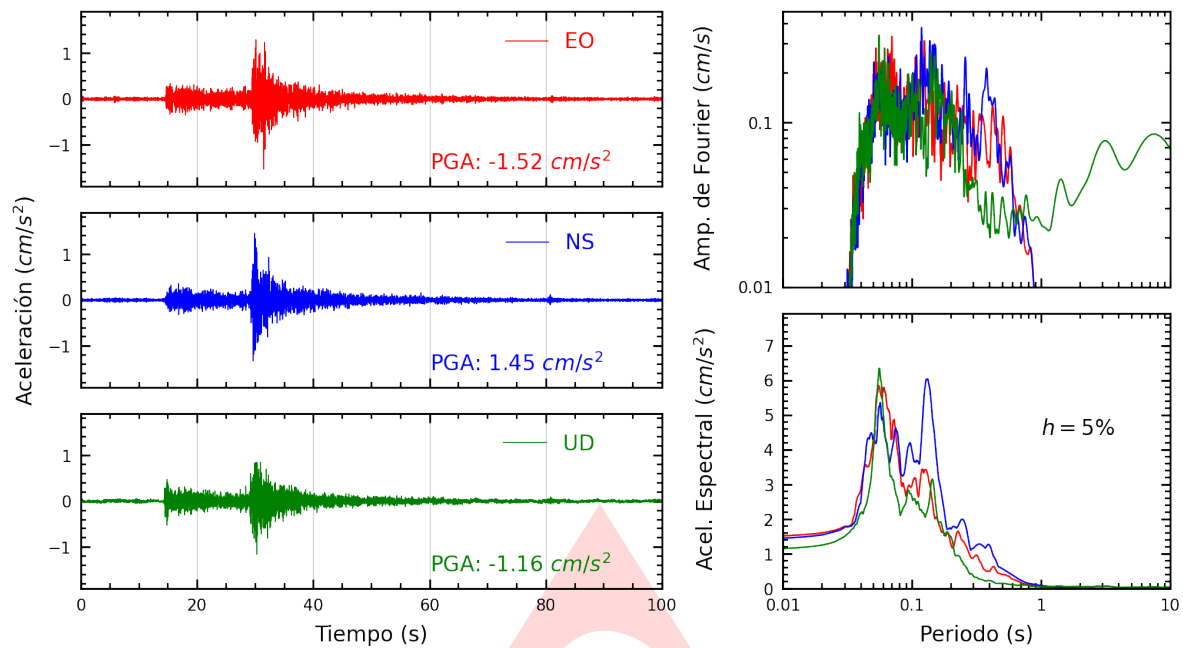 Aceleración (cm/s²)
1
0
−1
EO
PGA: -1.52 cm/s²
1
0
−1
NS
PGA: 1.45 cm/s²
1
0
−1
UD
PGA: -1.16 cm/s²
0 20 40 60 80 100
Tiempo (s)
Amp. de Fourier (cm/s)
0.1
0.01
Acel. Espectral (cm/s²)
7
6
5
4
3
2
1
0
h = 5%
0.01 0.1 1 10
Periodo (s)